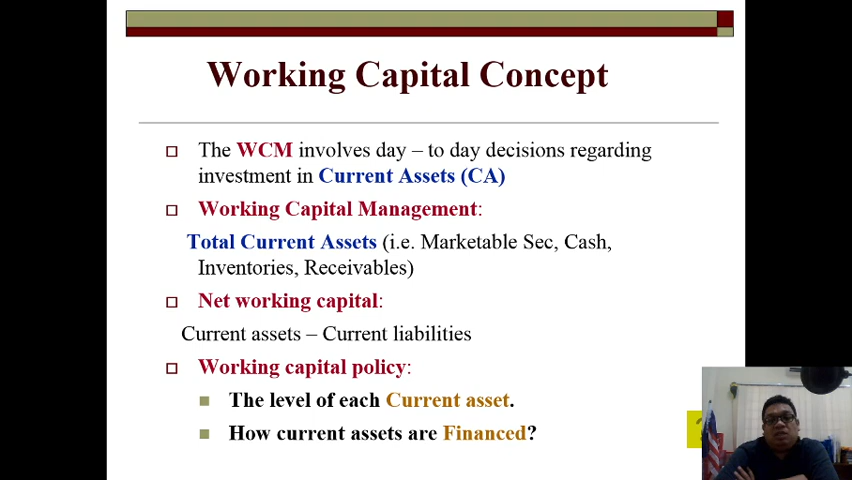 Working Capital Concept
The WCM involves day – to day decisions regarding
investment in Current Assets (CA)
Working Capital Management:
Total Current Assets (i.e. Marketable Sec, Cash,
Inventories, Receivables)
Net working capital:
Current assets – Current liabilities
Working capital policy:
The level of each Current asset.
How current assets are Financed?